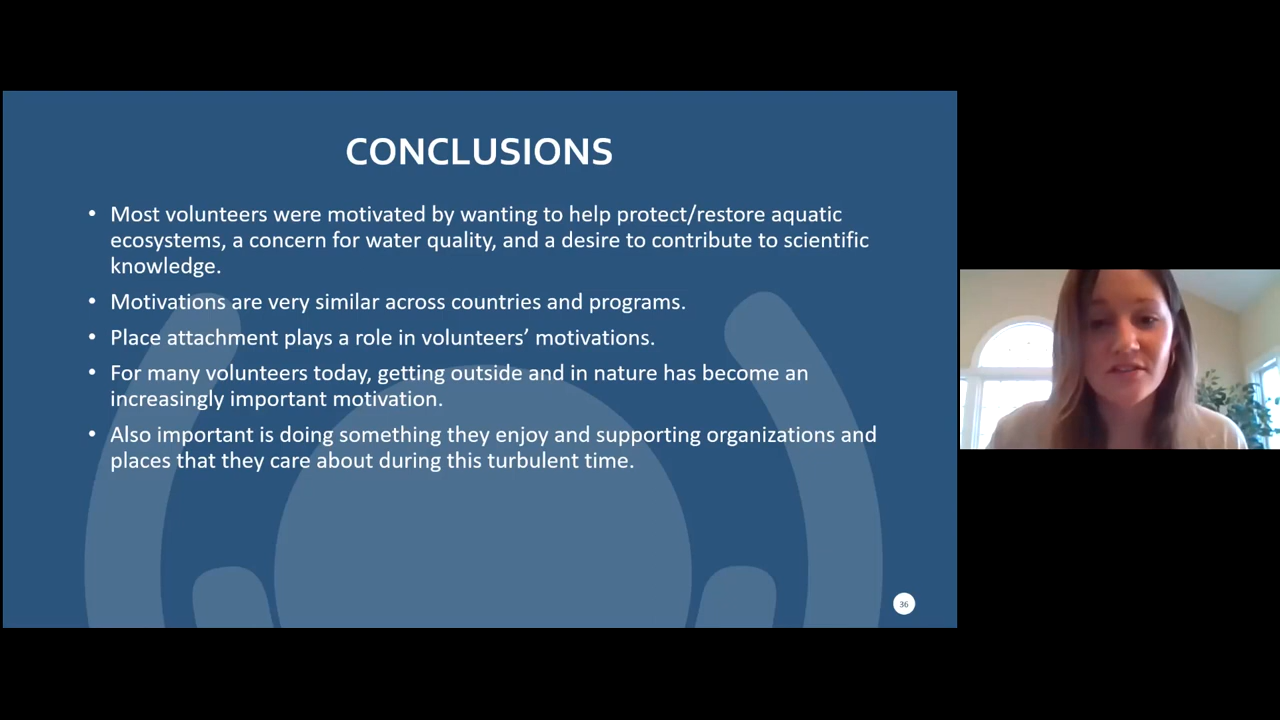 CONCLUSIONS
• Most volunteers were motivated by wanting to help protect/restore aquatic
ecosystems, a concern for water quality, and a desire to contribute to scientific
knowledge.
• Motivations are very similar across countries and programs.
• Place attachment plays a role in volunteers’ motivations.
• For many volunteers today, getting outside and in nature has become an
increasingly important motivation.
• Also important is doing something they enjoy and supporting organizations and
places that they care about during this turbulent time.
36